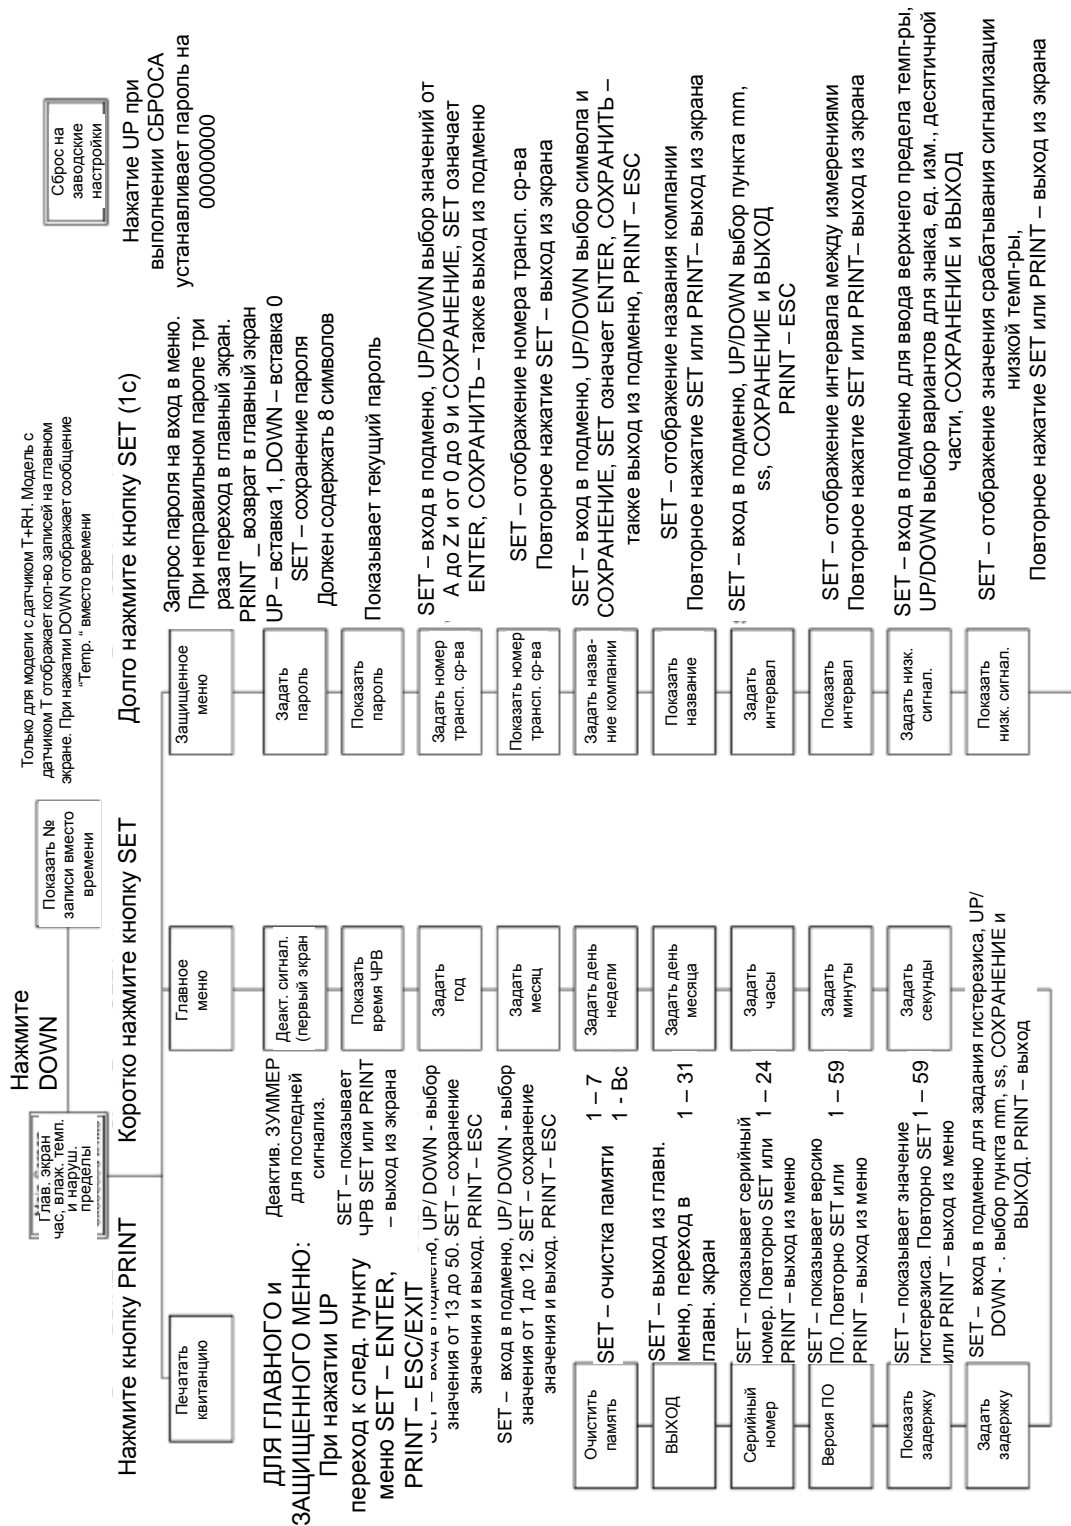 Нажмите
DOWN
Глав. экран
час, влаж. темп.
и наруш.
пределы
Показать №
записи вместо
времени
Только для модели с датчиком T+RH. Модель с
датчиком Т отображает кол-во записей на главном
экране. При нажатии DOWN отображает сообщение
"Temp. “ вместо времени
Сброс на
заводские
настройки
Нажатие UP при
выполнении СБРОСА
устанавливает пароль на
00000000
Нажмите кнопку PRINT
Коротко нажмите кнопку SET
Долго нажмите кнопку SET (1с)
Печатать
квитанцию
ДЛЯ ГЛАВНОГО и
ЗАЩИЩЕННОГО МЕНЮ:
При нажатии UP
переход к след. пункту
меню SET – ENTER,
PRINT – ESC/EXIT
Главное
меню
Деакт. сигнал.
(первый экран
Деактив. ЗУММЕР
для последней
сигнализ.
Показать
время ЧРВ
SET – показывает
ЧРВ SET или PRINT
– выход из экрана
Задать
год
SET – вход в подменю, UP/ DOWN - выбор
значения от 13 до 50. SET – сохранение
значения и выход. PRINT – ESC
Задать
месяц
SET – вход в подменю, UP/ DOWN - выбор
значения от 1 до 12. SET – сохранение
значения и выход. PRINT – ESC
Задать день
недели
1 – 7
1 - Вс
Задать день
месяца
1 – 31
Задать
часы
1 – 24
Задать
минуты
1 – 59
Задать
секунды
1 – 59
Очистить
память
SET – очистка памяти
ВЫХОД
SET – выход из главн.
меню, переход в
главн. экран
Серийный
номер
SET – показывает серийный
номер. Повторно SET или
PRINT – выход из меню
Версия ПО
SET – показывает версию
ПО. Повторно SET или
PRINT – выход из меню
Показать
задержку
SET – показывает значение
гистерезиса. Повторно SET
или PRINT – выход из меню
Задать
задержку
SET – вход в подменю для задания гистерезиса, UP/
DOWN - . выбор пункта mm, ss, СОХРАНЕНИЕ и
ВЫХОД. PRINT – выход
Защищенное
меню
Запрос пароля на вход в меню.
При неправильном пароле три
раза переход в главный экран.
PRINT _ возврат в главный экран
Задать
пароль
UP – вставка 1, DOWN – вставка 0
SET – сохранение пароля
Должен содержать 8 символов
Показать
пароль
Показывает текущий пароль
Задать номер
трансп. ср-ва
SET – вход в подменю, UP/DOWN выбор значений от
A до Z и от 0 до 9 и СОХРАНЕНИЕ, SET означает
ENTER, СОХРАНИТЬ – также выход из подменю
Показать номер
трансп. ср-ва
SET – отображение номера трансп. ср-ва
Повторное нажатие SET – выход из экрана
Задать назва-
ние компании
SET – вход в подменю, UP/DOWN выбор символа и
СОХРАНЕНИЕ, SET означает ENTER, СОХРАНИТЬ –
также выход из подменю, PRINT – ESC
Показать
название
SET – отображение названия компании
Повторное нажатие SET или PRINT– выход из экрана
Задать
интервал
SET – вход в подменю, UP/DOWN выбор пункта mm,
ss, СОХРАНЕНИЕ и ВЫХОД
PRINT – ESC
Показать
интервал
SET – отображение интервала между измерениями
Повторное нажатие SET или PRINT– выход из экрана
Задать низк.
сигнал.
SET – вход в подменю для ввода верхнего предела темп-ры,
UP/DOWN выбор вариантов для знака, ед. изм., десятичной
части, СОХРАНЕНИЕ и ВЫХОД
Показать
низк. сигнал.
SET – отображение значения срабатывания сигнализации
низкой темп-ры,
Повторное нажатие SET или PRINT – выход из экрана